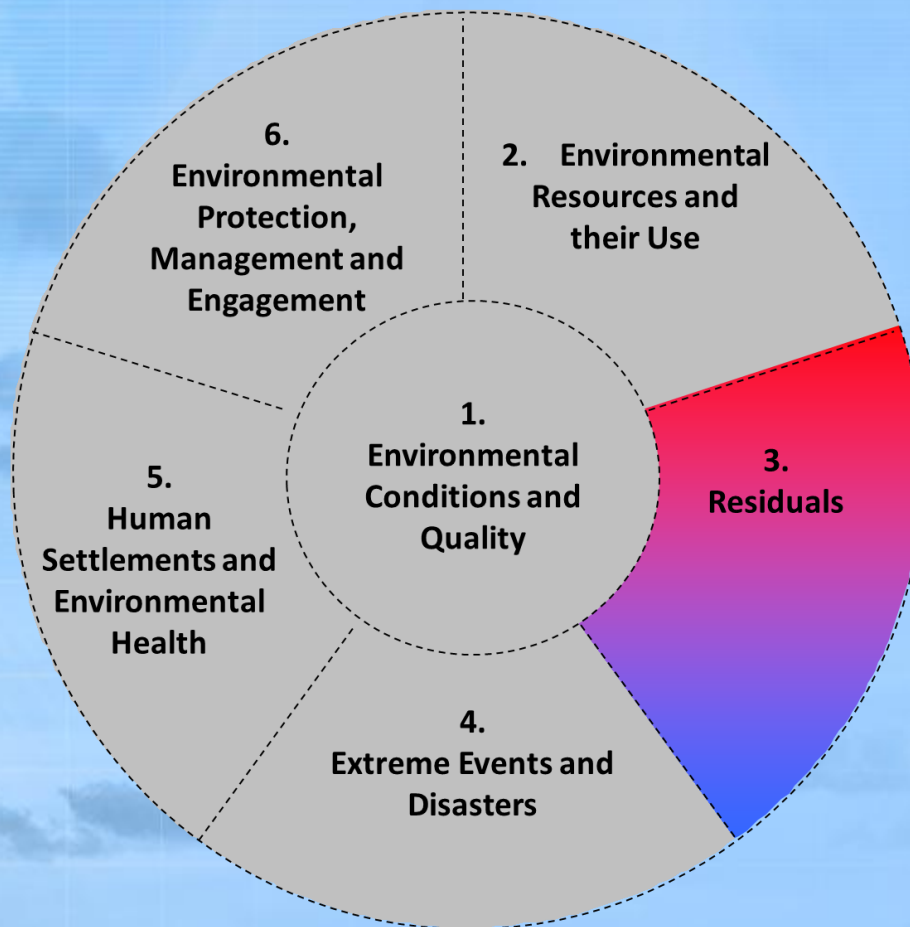 1.
Environmental
Conditions and
Quality
2. Environmental
Resources and
their Use
3.
Residuals
4.
Extreme Events and
Disasters
5.
Human
Settlements and
Environmental
Health
6.
Environmental
Protection,
Management and
Engagement